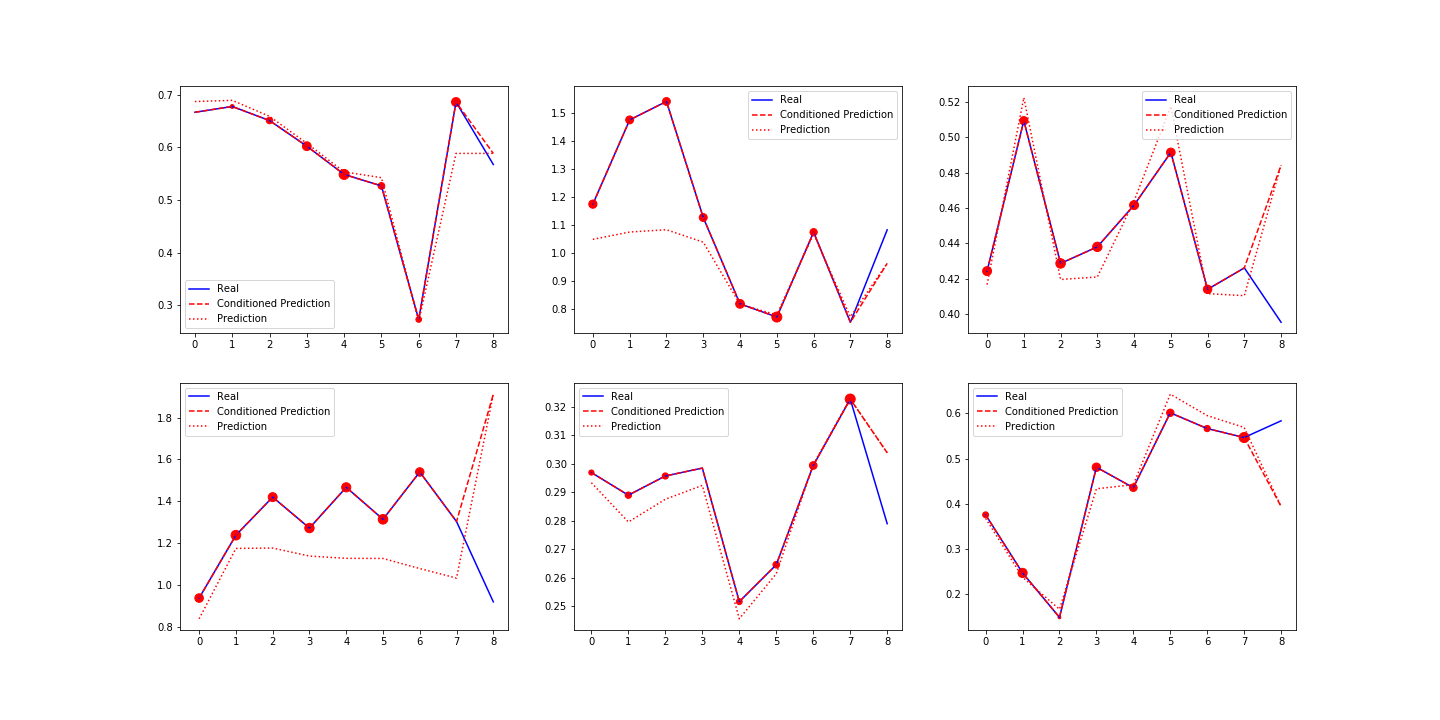 0.7
0.6
0.5
0.4
0.3
Real
Conditioned Prediction
Prediction
0 1 2 3 4 5 6 7 8
1.5
1.4
1.3
1.2
1.1
1.0
0.9
0.8
Real
Conditioned Prediction
Prediction
0 1 2 3 4 5 6 7 8
0.52
0.50
0.48
0.46
0.44
0.42
0.40
Real
Conditioned Prediction
Prediction
0 1 2 3 4 5 6 7 8
1.8
1.6
1.4
1.2
1.0
0.8
Real
Conditioned Prediction
Prediction
0 1 2 3 4 5 6 7 8
0.32
0.31
0.30
0.29
0.28
0.27
0.26
0.25
Real
Conditioned Prediction
Prediction
0 1 2 3 4 5 6 7 8
0.6
0.5
0.4
0.3
0.2
Real
Conditioned Prediction
Prediction
0 1 2 3 4 5 6 7 8